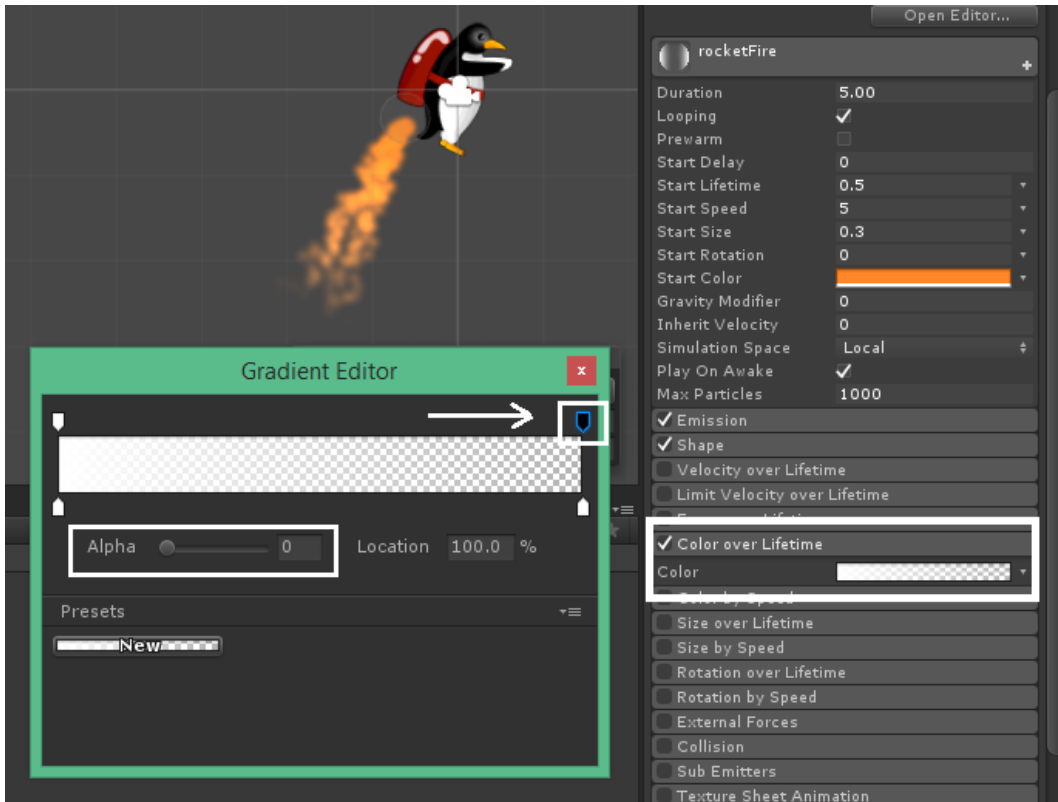 Open Editor...
rocketFire
+
Duration 5.00
Looping
Prewarm
Start Delay 0
Start Lifetime 0.5
Start Speed 5
Start Size 0.3
Start Rotation 0
Start Color
Gravity Modifier 0
Inherit Velocity 0
Simulation Space Local
Play On Awake
Max Particles 1000
Emission
Shape
Velocity over Lifetime
Limit Velocity over Lifetime
Color over Lifetime
Color
Color by Speed
Size over Lifetime
Size by Speed
Rotation over Lifetime
Rotation by Speed
External Forces
Collision
Sub Emitters
Texture Sheet Animation
Gradient Editor
x
Alpha 0 Location 100.0 %
Presets
New